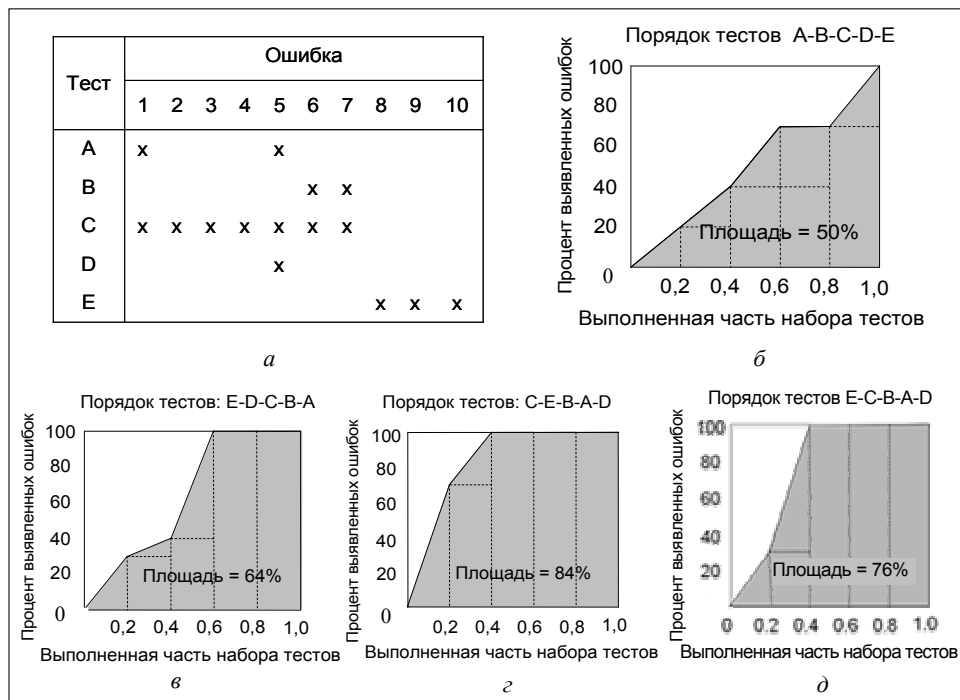 Тест
Ошибка
1 2 3 4 5 6 7 8 9 10
A x x
B x x
C x x x x x x x
D x
E x x x
а
Порядок тестов A-B-C-D-E
Процент выявленных ошибок
100
80
40
20
0
Площадь = 50%
0,2 0,4 0,6 0,8 1,0
Выполненная часть набора тестов
б
Порядок тестов: E-D-C-B-A
Процент выявленных ошибок
100
80
60
40
20
0
Площадь = 64%
0,2 0,4 0,6 0,8 1,0
Выполненная часть набора тестов
в
Порядок тестов: C-E-B-A-D
Процент выявленных ошибок
100
80
60
40
20
0
Площадь = 84%
0,2 0,4 0,6 0,8 1,0
Выполненная часть набора тестов
г
Порядок тестов E-C-B-A-D
Процент выявленных ошибок
100
80
60
40
20
Площадь = 76%
0 0.2 0.4 0.6 0.8 1.0
Выполненная часть набора тестов
д